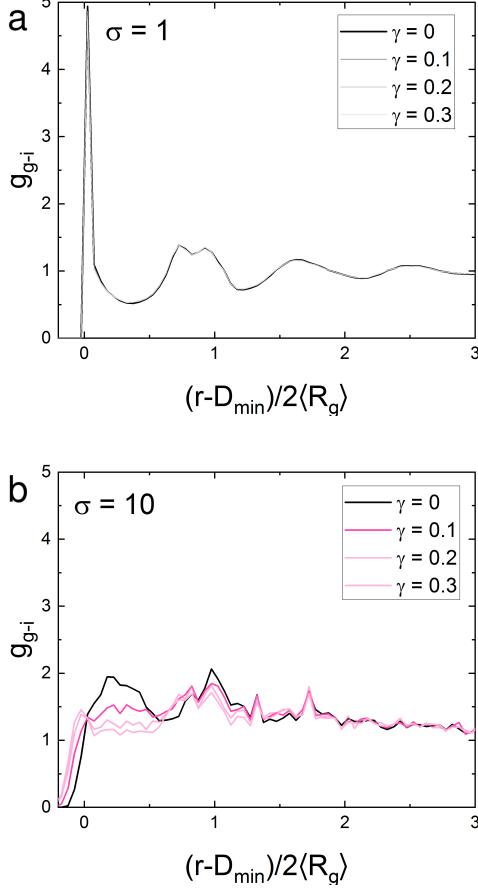 a
σ = 1
γ = 0
γ = 0.1
γ = 0.2
γ = 0.3
5
4
3
2
1
0
g_g-i
0 1 2 3
(r-D_min)/2⟨R_g⟩
b
σ = 10
γ = 0
γ = 0.1
γ = 0.2
γ = 0.3
5
4
3
2
1
0
g_g-i
0 1 2 3
(r-D_min)/2⟨R_g⟩